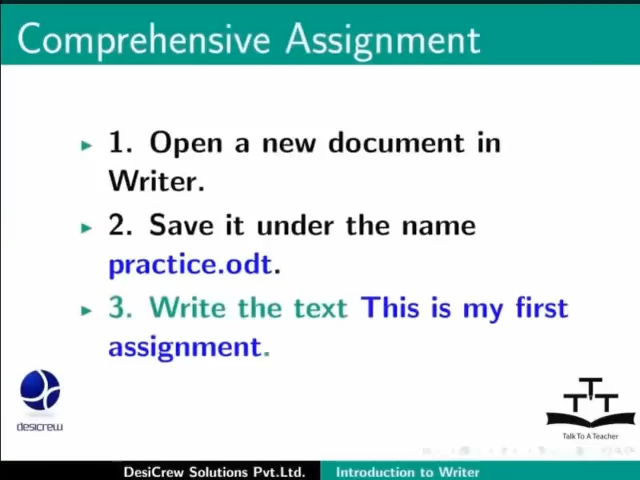 Comprehensive Assignment
1. Open a new document in
Writer.
2. Save it under the name
practice.odt.
3. Write the text This is my first
assignment.
desicrew
TTT
Talk To A Teacher
DesiCrew Solutions Pvt.Ltd.
Introduction to Writer